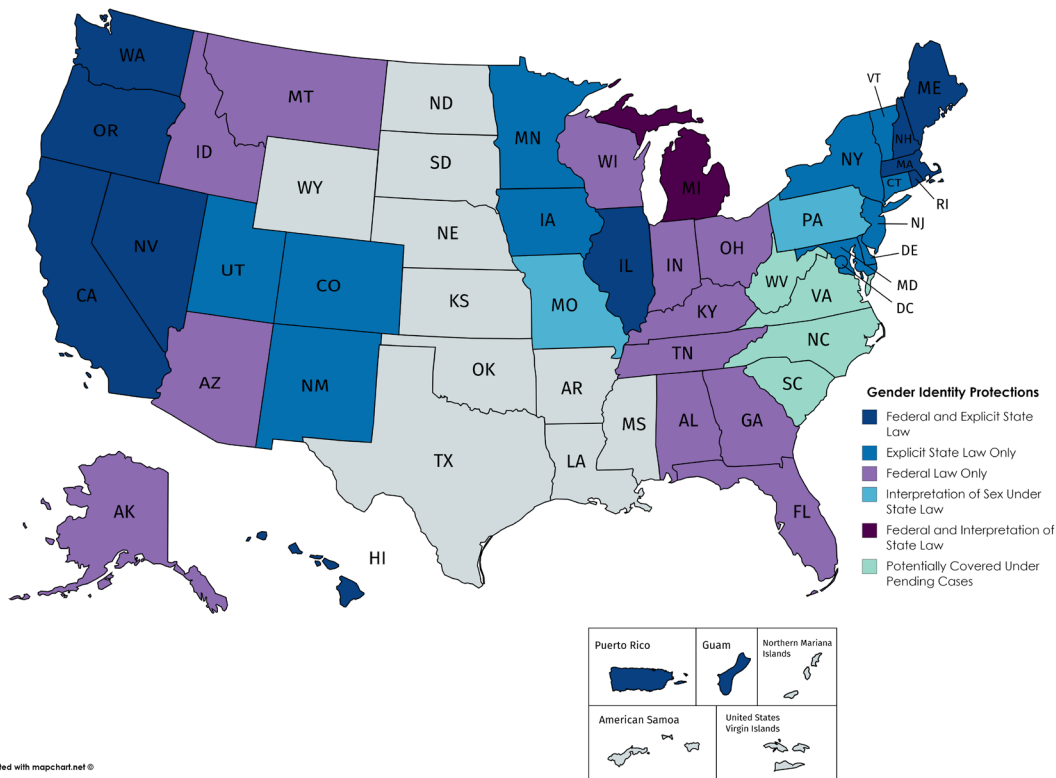 WA
OR
CA
NV
ID
MT
WY
UT
AZ
CO
NM
ND
SD
NE
KS
OK
TX
MN
IA
MO
AR
LA
WI
IL
MI
IN
OH
KY
TN
MS
AL
GA
FL
SC
NC
VA
WV
PA
NY
VT
NH
ME
MA
CT
RI
NJ
DE
MD
DC
AK
HI
Gender Identity Protections
Federal and Explicit State
Law
Explicit State Law Only
Federal Law Only
Interpretation of Sex Under
State Law
Federal and Interpretation of
State Law
Potentially Covered Under
Pending Cases
Puerto Rico
Guam
Northern Mariana
Islands
American Samoa
United States
Virgin Islands
ted with mapchart.net ©